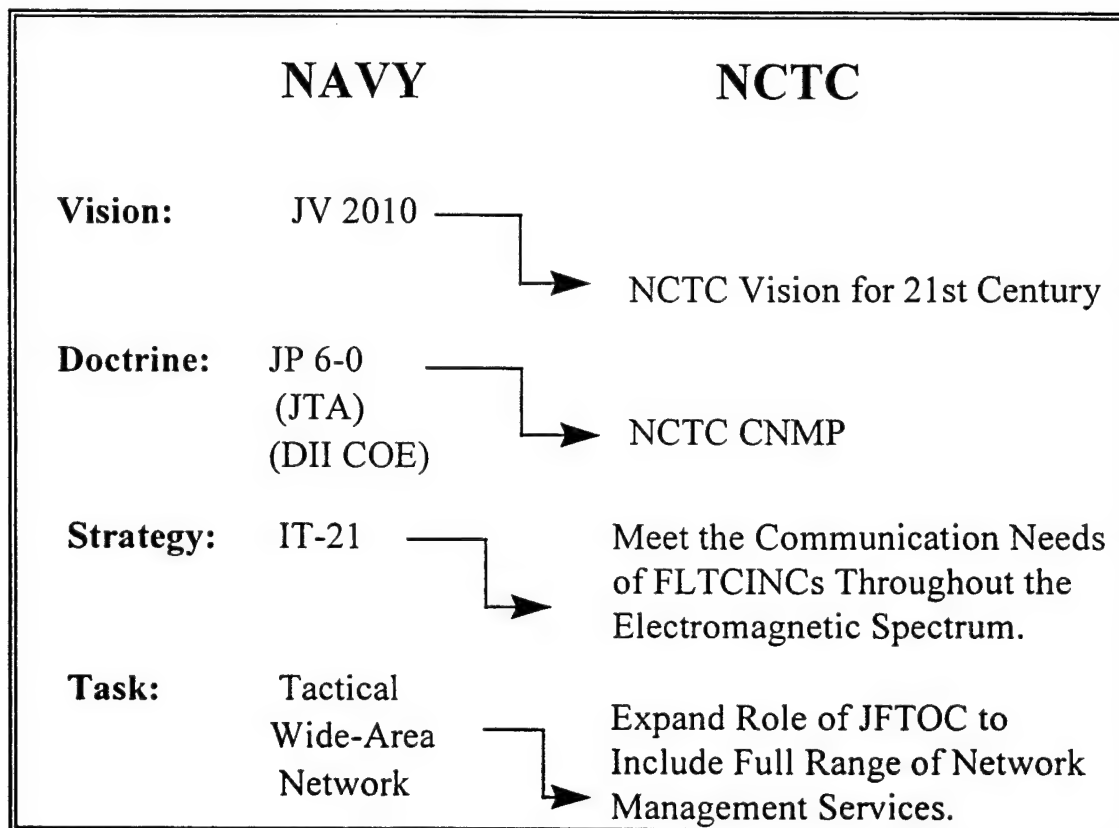 NAVY NCTC
Vision: JV 2010
NCTC Vision for 21st Century
Doctrine: JP 6-0
(JTA)
(DII COE)
NCTC CNMP
Strategy: IT-21
Meet the Communication Needs
of FLTCINCs Throughout the
Electromagnetic Spectrum.
Task: Tactical
Wide-Area
Network
Expand Role of JFTOC to
Include Full Range of Network
Management Services.